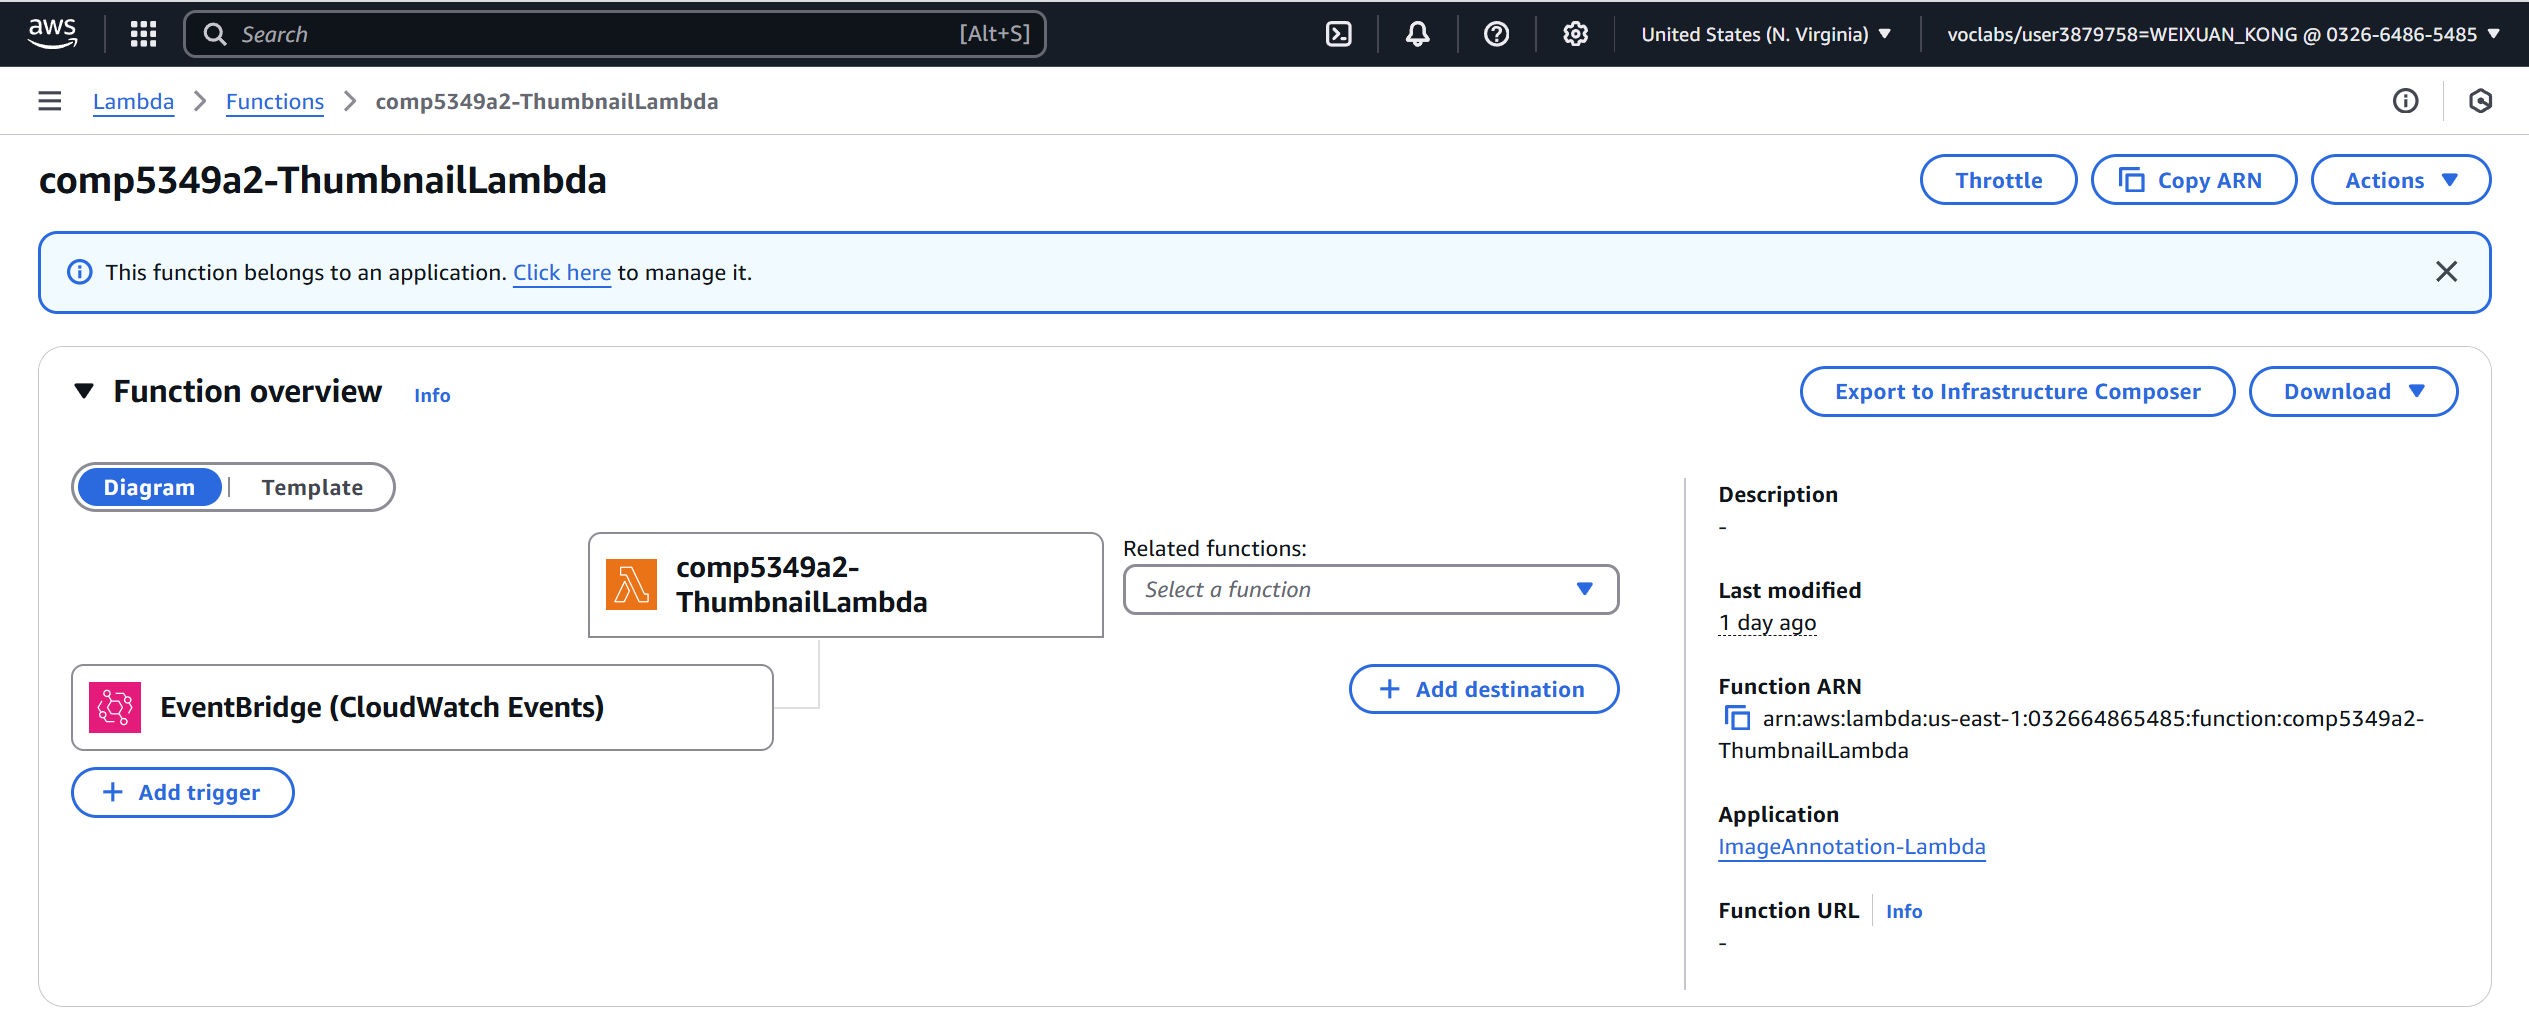 aws
Search
[Alt+S]
United States (N. Virginia)
voclabs/user3879758=WEIXUAN_KONG @ 0326-6486-5485
Lambda
Functions
comp5349a2-ThumbnailLambda
comp5349a2-ThumbnailLambda
Throttle
Copy ARN
Actions
This function belongs to an application. Click here to manage it.
Function overview
Info
Export to Infrastructure Composer
Download
Diagram
Template
comp5349a2-
ThumbnailLambda
Related functions:
Select a function
EventBridge (CloudWatch Events)
Add destination
Add trigger
Description
-
Last modified
1 day ago
Function ARN
arn:aws:lambda:us-east-1:032664865485:function:comp5349a2-
ThumbnailLambda
Application
ImageAnnotation-Lambda
Function URL
Info
-